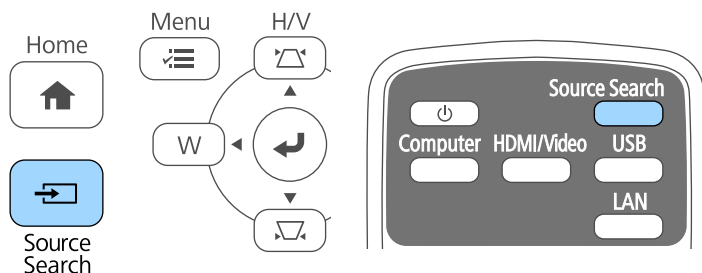 Menu
H/V
Home
W
Source
Search
Source Search
Computer
HDMI/Video
USB
LAN